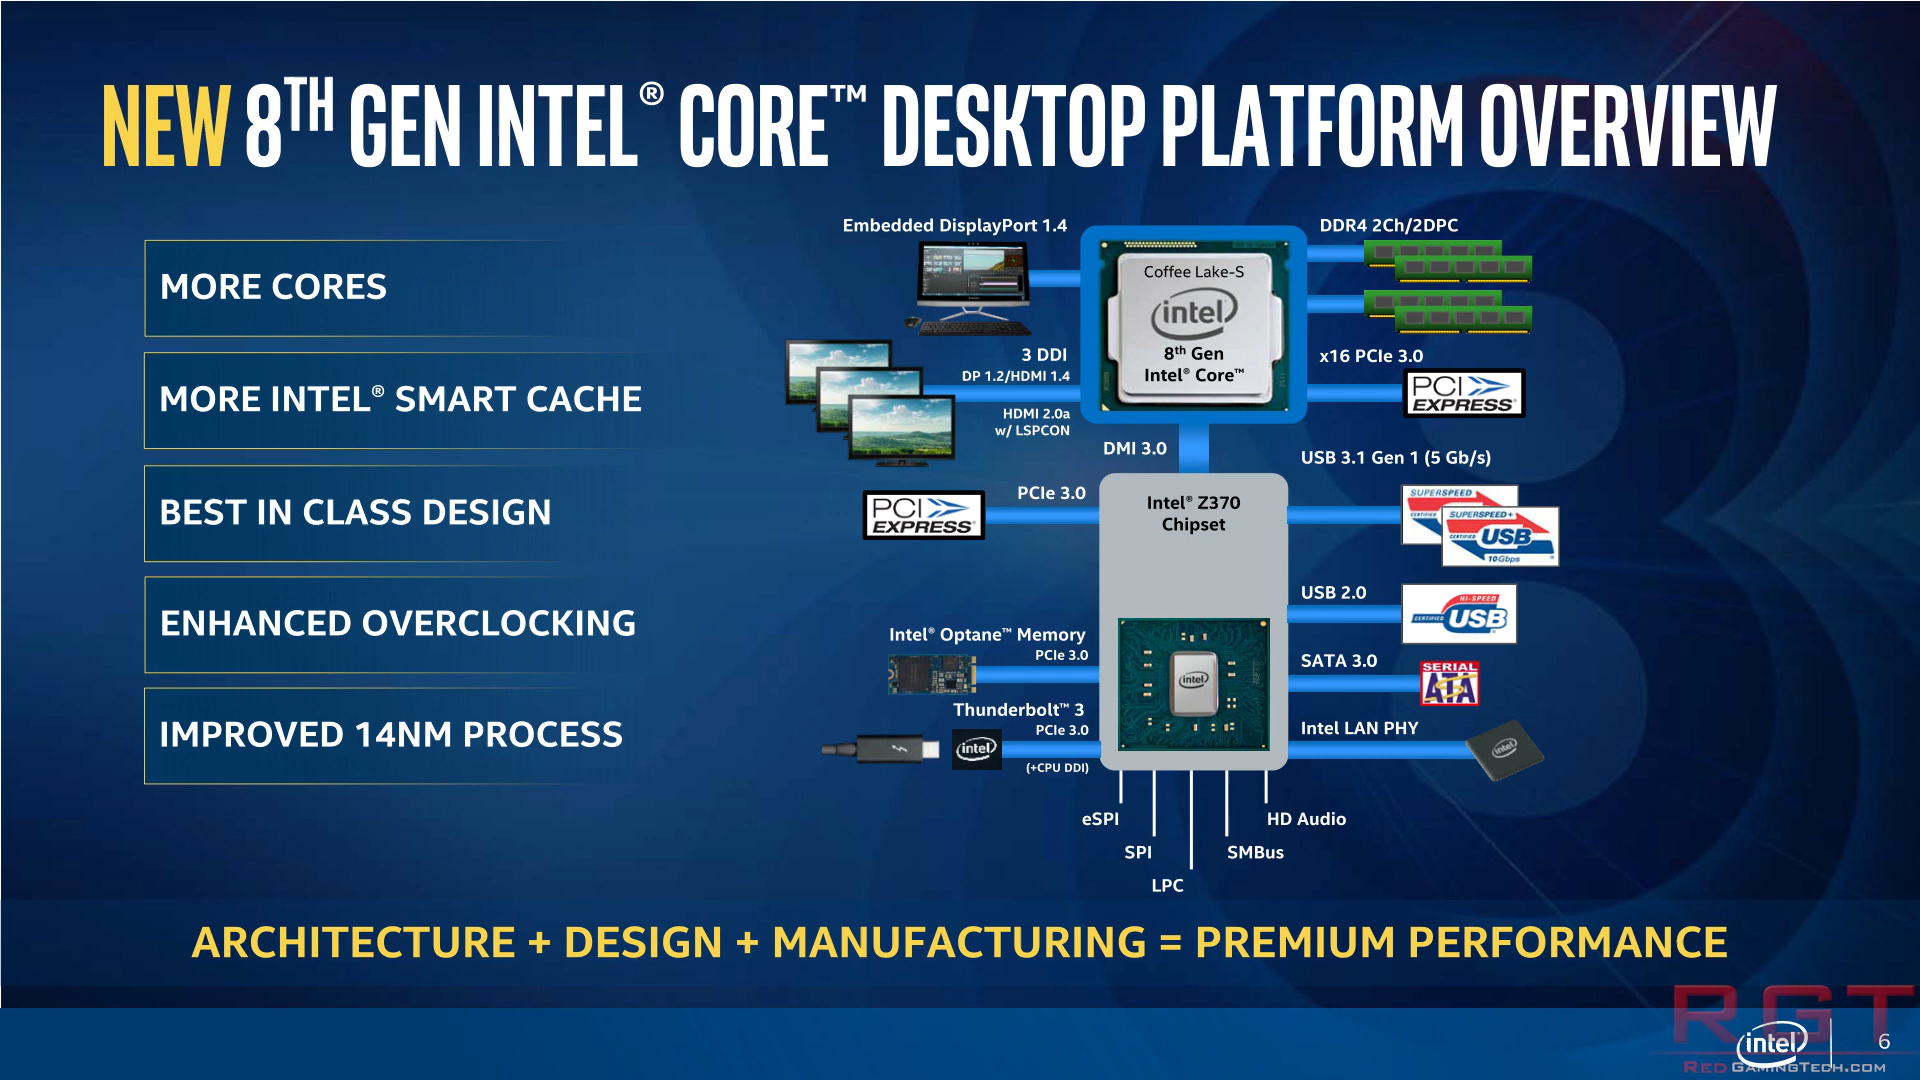 NEW 8TH GEN INTEL® CORE™ DESKTOP PLATFORM OVERVIEW
MORE CORES
MORE INTEL® SMART CACHE
BEST IN CLASS DESIGN
ENHANCED OVERCLOCKING
IMPROVED 14NM PROCESS
Embedded DisplayPort 1.4
DDR4 2Ch/2DPC
Coffee Lake-S
intel
8th Gen
Intel® Core™
3 DDI
DP 1.2/HDMI 1.4
HDMI 2.0a
w/ LSPCON
x16 PCIe 3.0
PCI
EXPRESS®
DMI 3.0
USB 3.1 Gen 1 (5 Gb/s)
PCIe 3.0
PCI
EXPRESS®
Intel® Z370
Chipset
SUPERSPEED
CERTIFIED
SUPERSPEED+
CERTIFIED USB
10Gbps
USB 2.0
HI-SPEED
CERTIFIED USB
Intel® Optane™ Memory
PCIe 3.0
SATA 3.0
SERIAL
ATA
intel
Thunderbolt™ 3
PCIe 3.0
(+CPU DDI)
intel
Intel LAN PHY
intel
eSPI
SPI
LPC
SMBus
HD Audio
ARCHITECTURE + DESIGN + MANUFACTURING = PREMIUM PERFORMANCE
RGT
intel
6
RED GAMINGTECH.COM